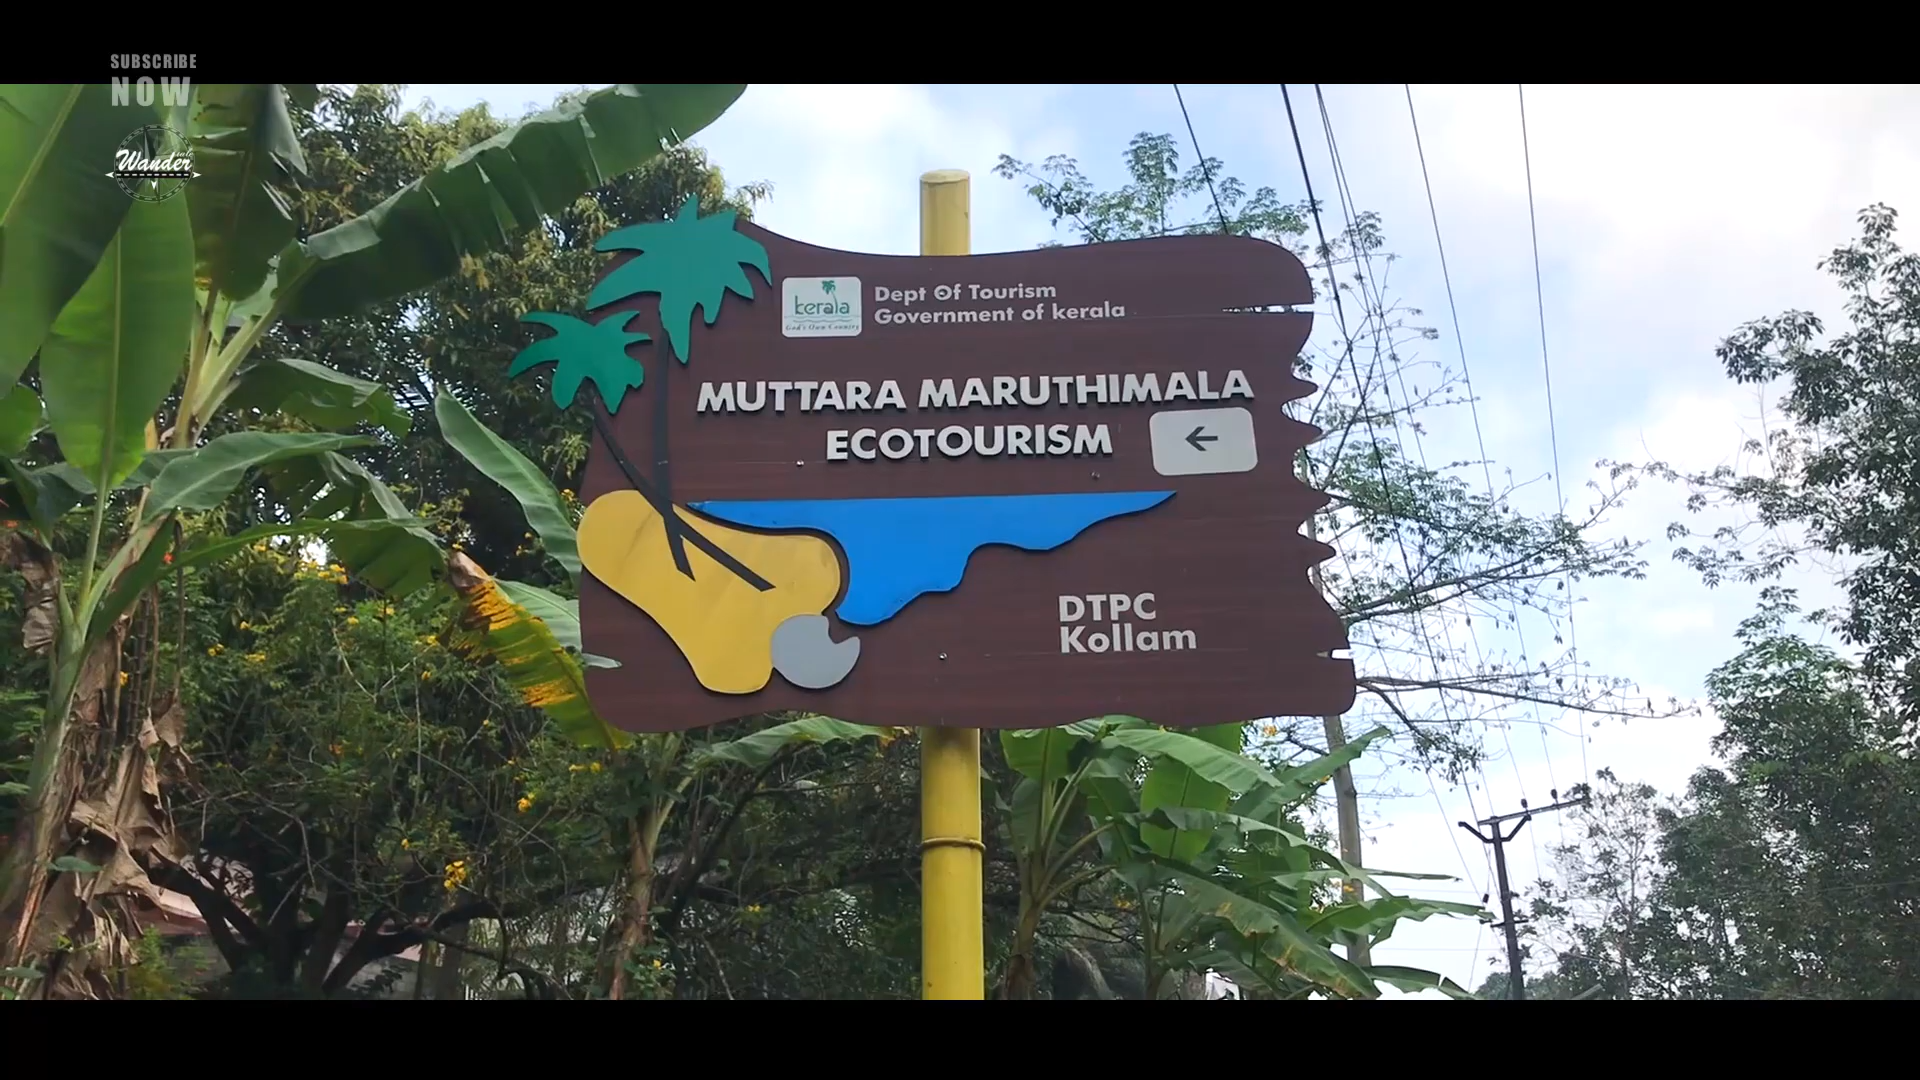 SUBSCRIBE
NOW
Wander
kerala
God's Own Country
Dept Of Tourism
Government of kerala
MUTTARA MARUTHIMALA
ECOTOURISM
DTPC
Kollam